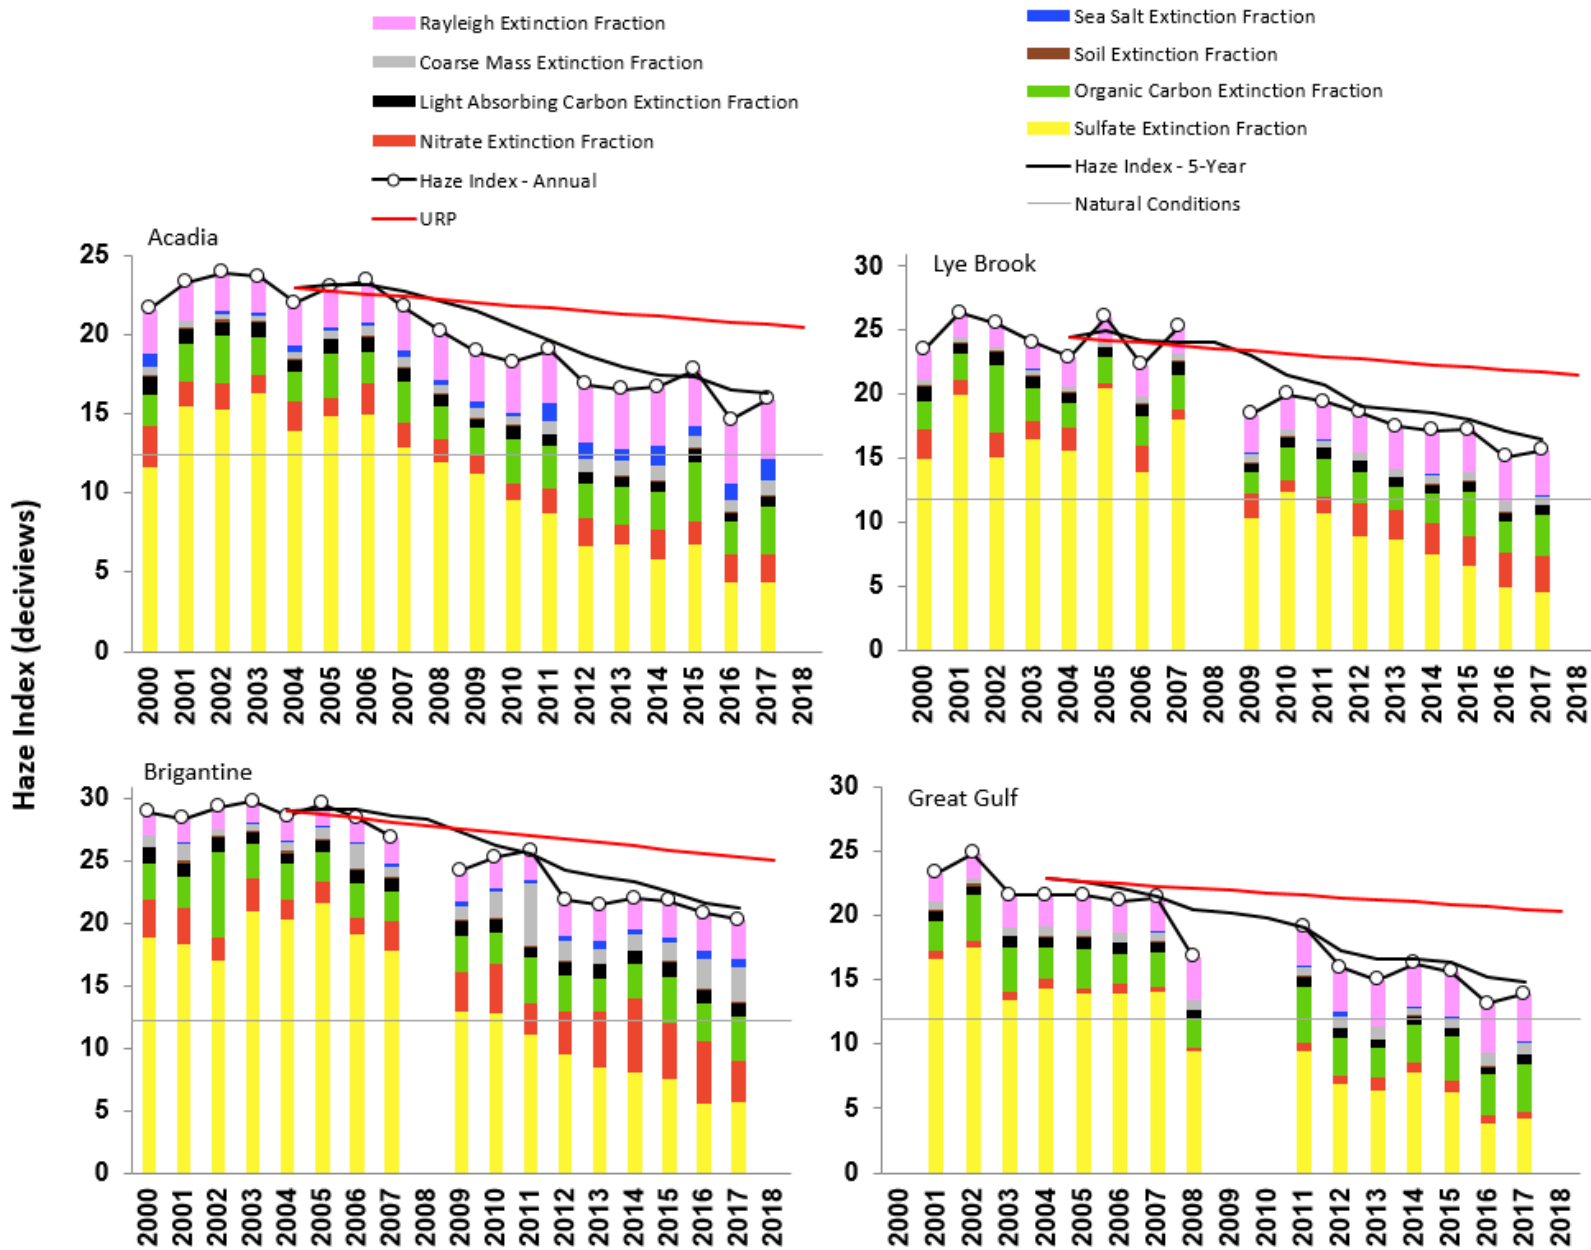 Rayleigh Extinction Fraction
Coarse Mass Extinction Fraction
Light Absorbing Carbon Extinction Fraction
Nitrate Extinction Fraction
Haze Index - Annual
URP
Sea Salt Extinction Fraction
Soil Extinction Fraction
Organic Carbon Extinction Fraction
Sulfate Extinction Fraction
Haze Index - 5-Year
Natural Conditions
Haze Index (deciviews)
Acadia
25
20
15
10
5
0
2000 2001 2002 2003 2004 2005 2006 2007 2008 2009 2010 2011 2012 2013 2014 2015 2016 2017 2018
Lye Brook
30
25
20
15
10
5
0
2000 2001 2002 2003 2004 2005 2006 2007 2008 2009 2010 2011 2012 2013 2014 2015 2016 2017 2018
Brigantine
30
25
20
15
10
5
0
2000 2001 2002 2003 2004 2005 2006 2007 2008 2009 2010 2011 2012 2013 2014 2015 2016 2017 2018
Great Gulf
30
25
20
15
10
5
0
2000 2001 2002 2003 2004 2005 2006 2007 2008 2009 2010 2011 2012 2013 2014 2015 2016 2017 2018